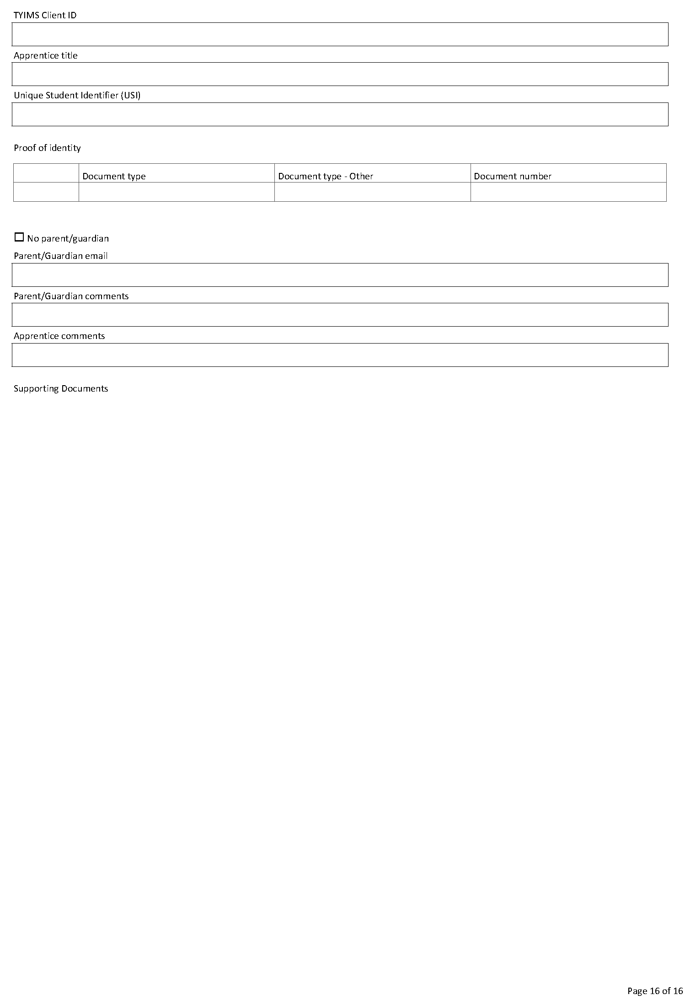 TYIMS Client ID
Apprentice title
Unique Student Identifier (USI)
Proof of identity
Document type Document type - Other Document number
No parent/guardian
Parent/Guardian email
Parent/Guardian comments
Apprentice comments
Supporting Documents
Page 16 of 16